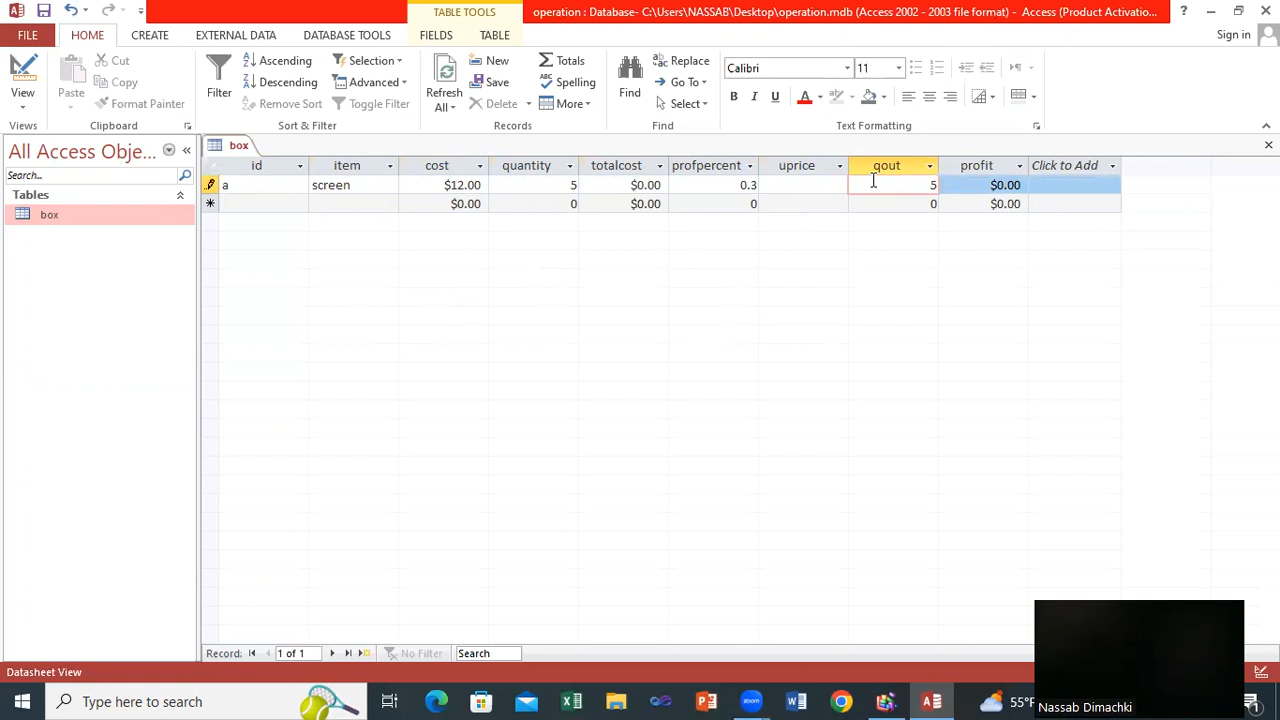 TABLE TOOLS
operation : Database- C:\Users\NASSAB\Desktop\operation.mdb (Access 2002 - 2003 file format) - Access (Product Activatio...
FILE HOME CREATE EXTERNAL DATA DATABASE TOOLS FIELDS TABLE Sign in
View
Views
Paste
Cut
Copy
Format Painter
Clipboard
Filter
Ascending
Descending
Remove Sort
Selection
Advanced
Toggle Filter
Sort & Filter
Refresh
All
New
Save
Delete
Totals
Spelling
More
Records
Find
Replace
Go To
Select
Find
Calibri 11
B I U A
Text Formatting
All Access Obje...
Search...
Tables
box
box
id item cost quantity totalcost profpercent uprice qout profit Click to Add
a screen $12.00 5 $0.00 0.3 5 $0.00
$0.00 0 $0.00 0 0 $0.00
Record: 1 of 1 No Filter Search
Datasheet View
Type here to search
55°F
Nassab Dimachki